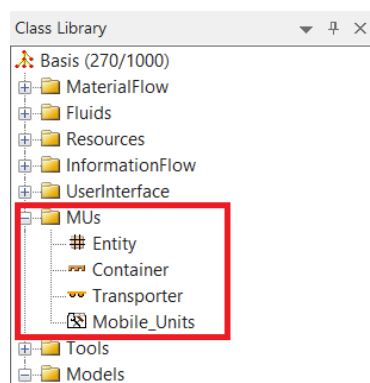 Class Library
Basis (270/1000)
MaterialFlow
Fluids
Resources
InformationFlow
UserInterface
MUs
Entity
Container
Transporter
Mobile_Units
Tools
Models